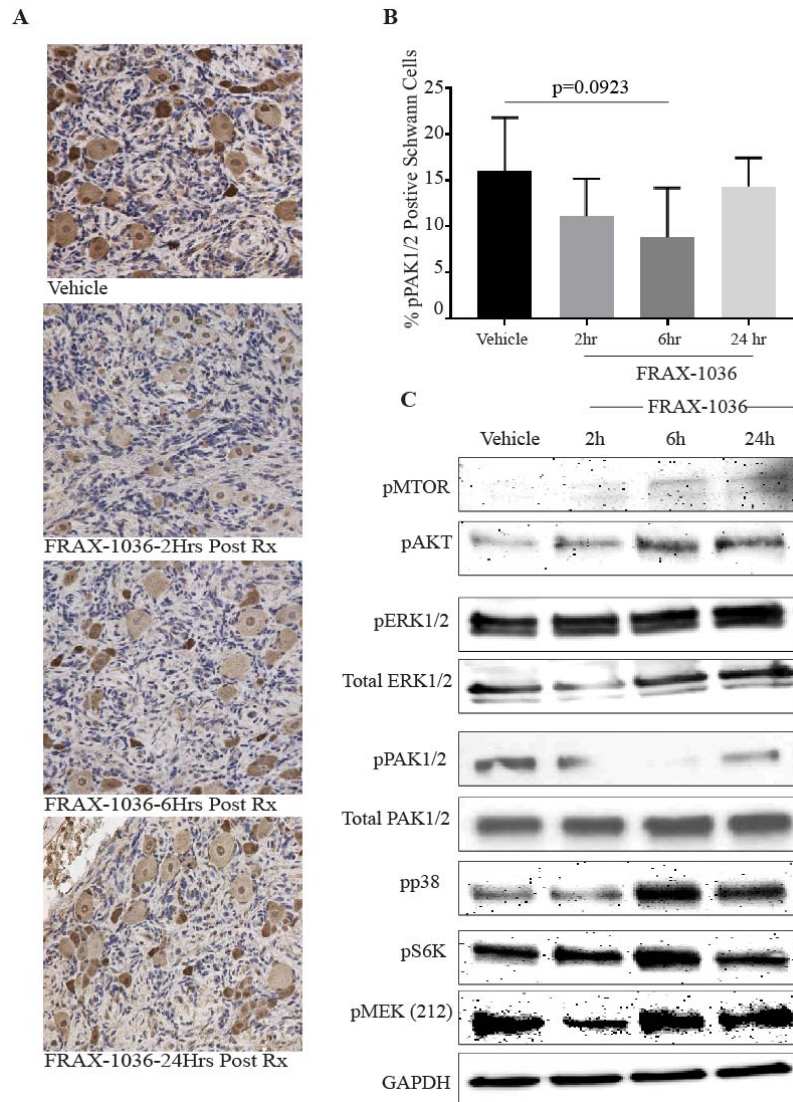 A
Vehicle
FRAX-1036-2Hrs Post Rx
FRAX-1036-6Hrs Post Rx
FRAX-1036-24Hrs Post Rx
B
p=0.0923
25
20
15
10
5
0
% pPAK1/2 Postive Schwann Cells
Vehicle 2hr 6hr 24 hr
FRAX-1036
C
FRAX-1036
Vehicle 2h 6h 24h
pMTOR
pAKT
pERK1/2
Total ERK1/2
pPAK1/2
Total PAK1/2
pp38
pS6K
pMEK (212)
GAPDH